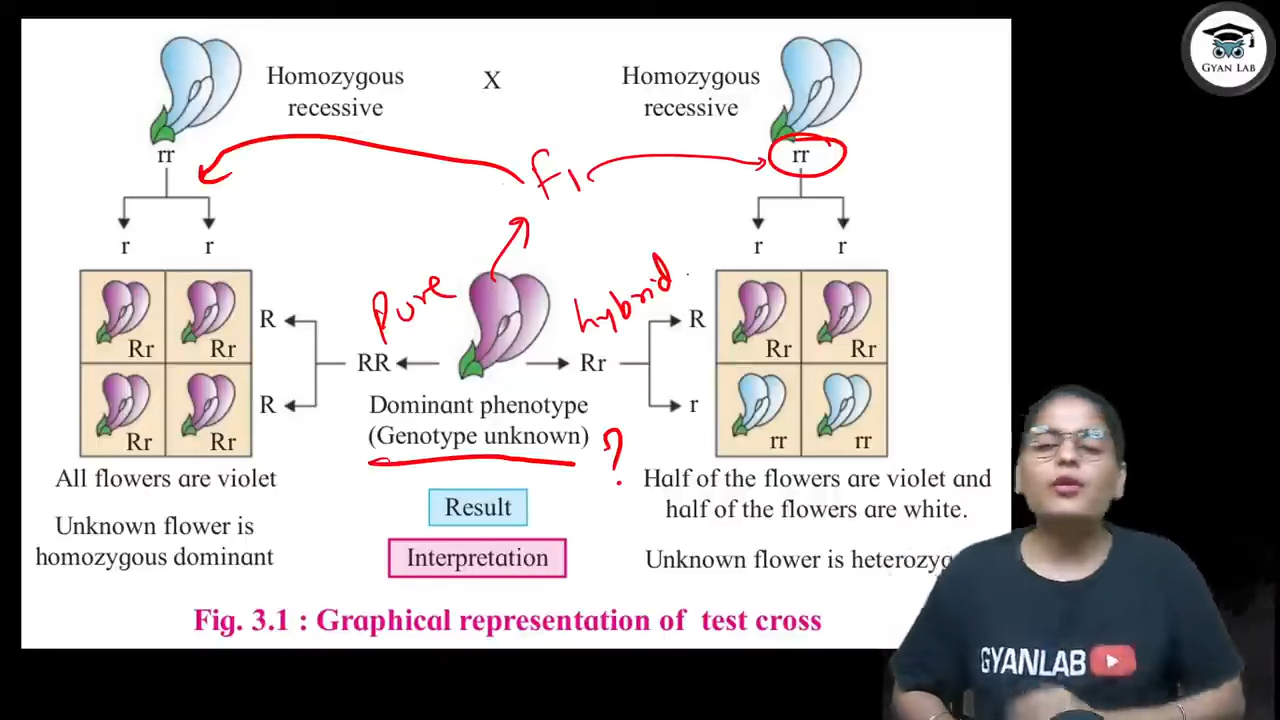 GYAN LAB
Homozygous
recessive
X
Homozygous
recessive
rr
F1
rr
r
r
r
r
Pure
hybrid
R
R
Rr
Rr
RR
Rr
Rr
Rr
R
r
Rr
Rr
rr
rr
Dominant phenotype
(Genotype unknown)
?
All flowers are violet
Half of the flowers are violet and
half of the flowers are white.
Result
Unknown flower is
homozygous dominant
Interpretation
Unknown flower is heterozyg
Fig. 3.1 : Graphical representation of test cross
GYANLAB